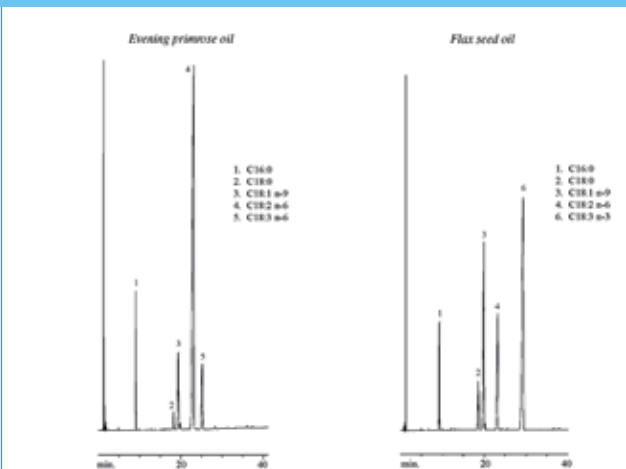 Evening primrose oil
4
1. C16:0
2. C18:0
3. C18:1 n-9
4. C18:2 n-6
5. C18:3 n-6
1
3
5
2
min.
20
40
Flax seed oil
1. C16:0
2. C18:0
3. C18:1 n-9
4. C18:2 n-6
6. C18:3 n-3
6
3
4
1
2
min.
20
40